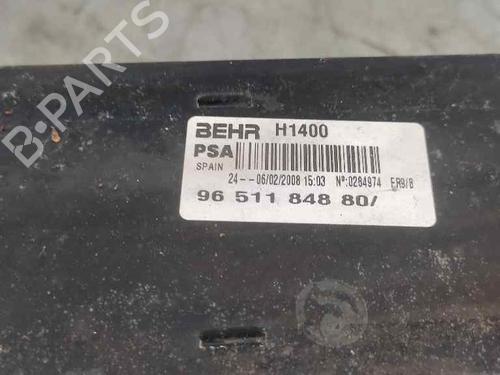 BEHR H1400
PSA
SPAIN
24--06/02/2008 15:03 Nº:0284974 ER9/8
96 511 848 80/
B-PARTS